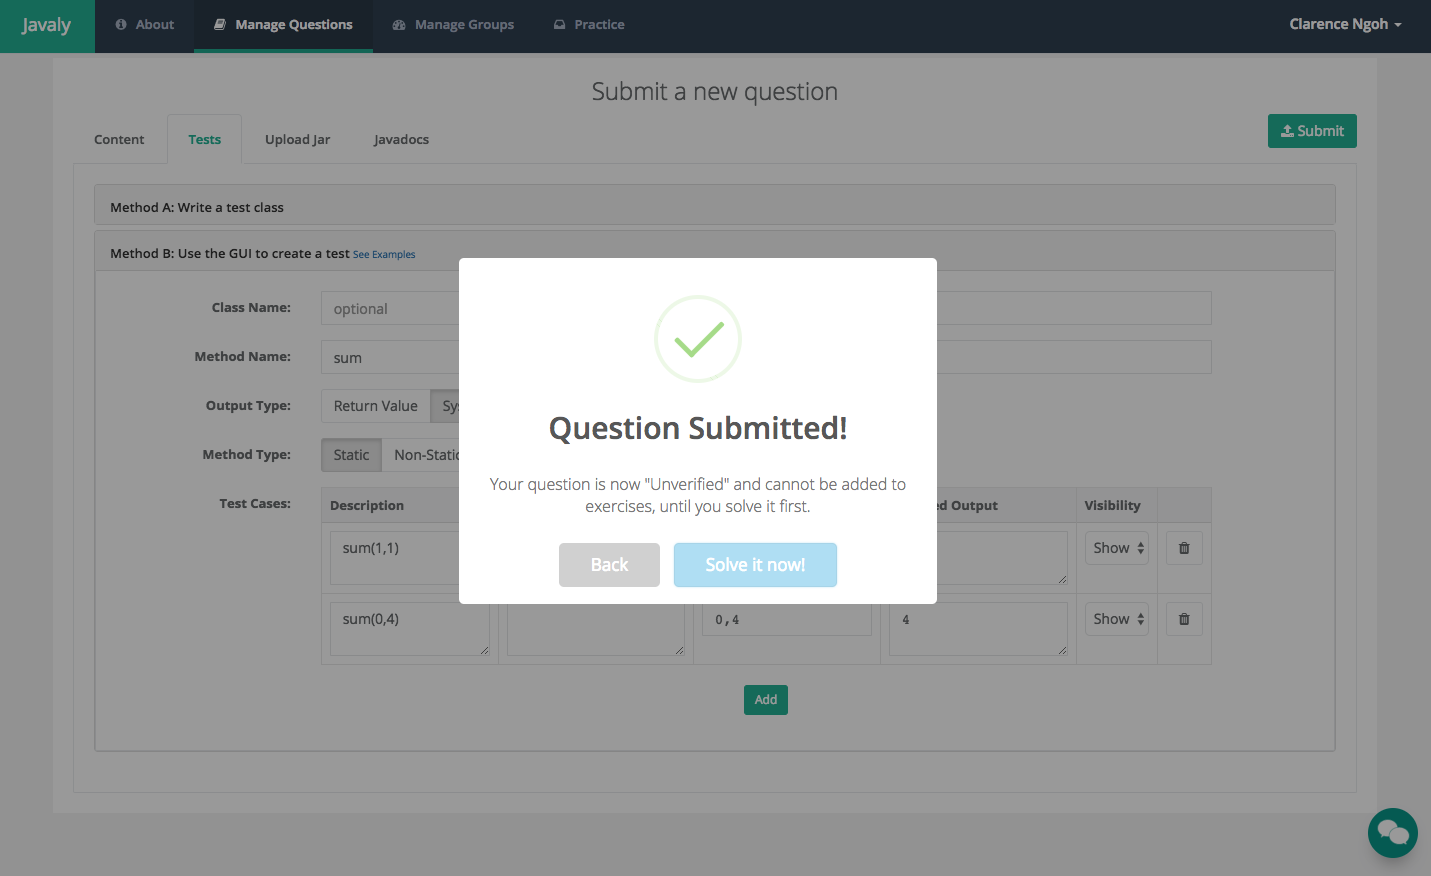 Javaly
About
Manage Questions
Manage Groups
Practice
Clarence Ngoh
Submit a new question
Content
Tests
Upload Jar
Javadocs
Submit
Method A: Write a test class
Method B: Use the GUI to create a test See Examples
Class Name:
optional
Method Name:
sum
Output Type:
Return Value
Method Type:
Static
Test Cases:
Description
Output
Visibility
sum(1,1)
Show
sum(0,4)
0,4
4
Show
Add
Question Submitted!
Your question is now "Unverified" and cannot be added to
exercises, until you solve it first.
Back
Solve it now!